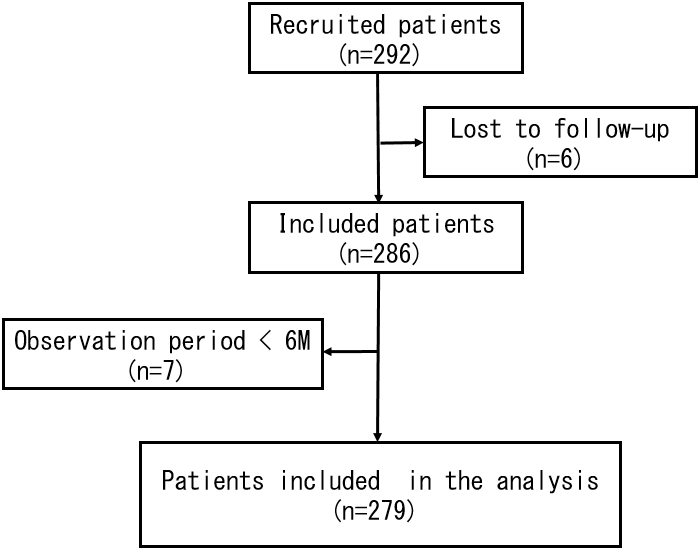 Recruited patients
(n=292)
Lost to follow-up
(n=6)
Included patients
(n=286)
Observation period < 6M
(n=7)
Patients included in the analysis
(n=279)